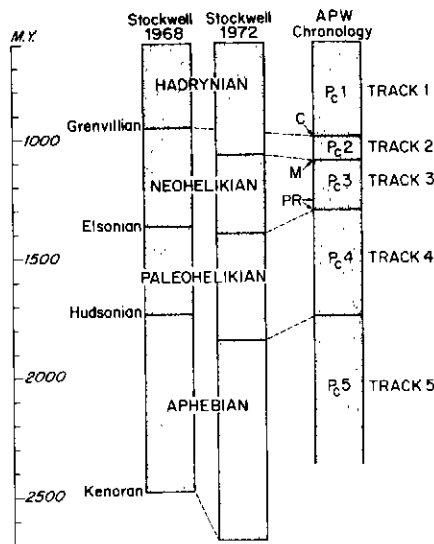 M.Y.
Stockwell 1968
Stockwell 1972
APW Chronology
HADRYNIAN
Pc1 TRACK 1
C
Grenvillian
1000
Pc2 TRACK 2
M
NEOHELIKIAN
Pc3 TRACK 3
PR
Elsonian
1500
PALEOHELIKIAN
Pc4 TRACK 4
Hudsonian
2000
APHEBIAN
Pc5 TRACK 5
Kenoran
2500